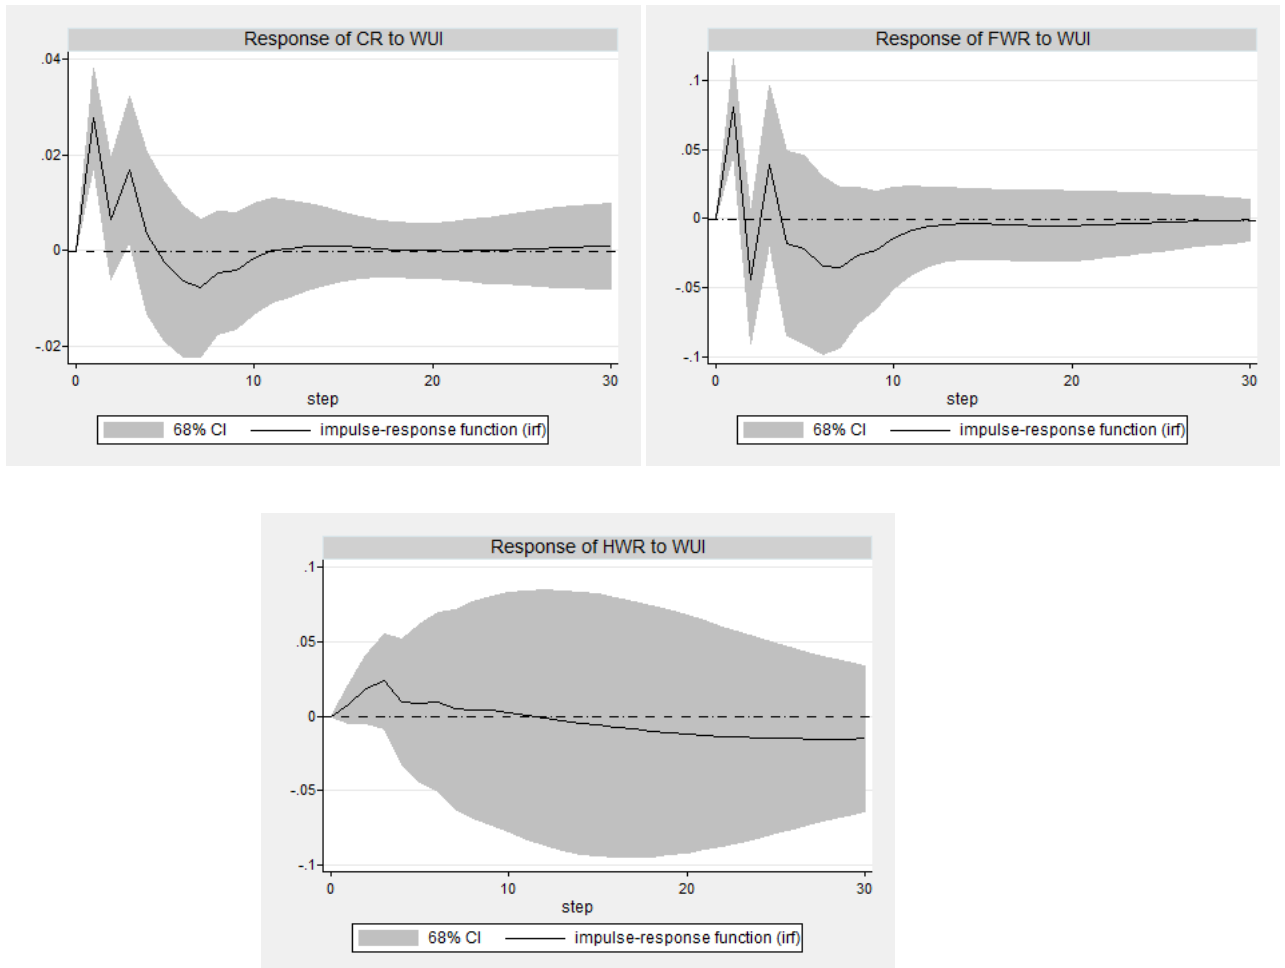 Response of CR to WUI
.04
.02
0
-.02
0 10 20 30
step
68% CI impulse-response function (irf)
Response of FWR to WUI
.1
.05
0
-.05
-.1
0 10 20 30
step
68% CI impulse-response function (irf)
Response of HWR to WUI
.1
.05
0
-.05
-.1
0 10 20 30
step
68% CI impulse-response function (irf)